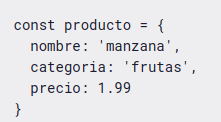 const producto = {
  nombre: 'manzana',
  categoria: 'frutas',
  precio: 1.99
}